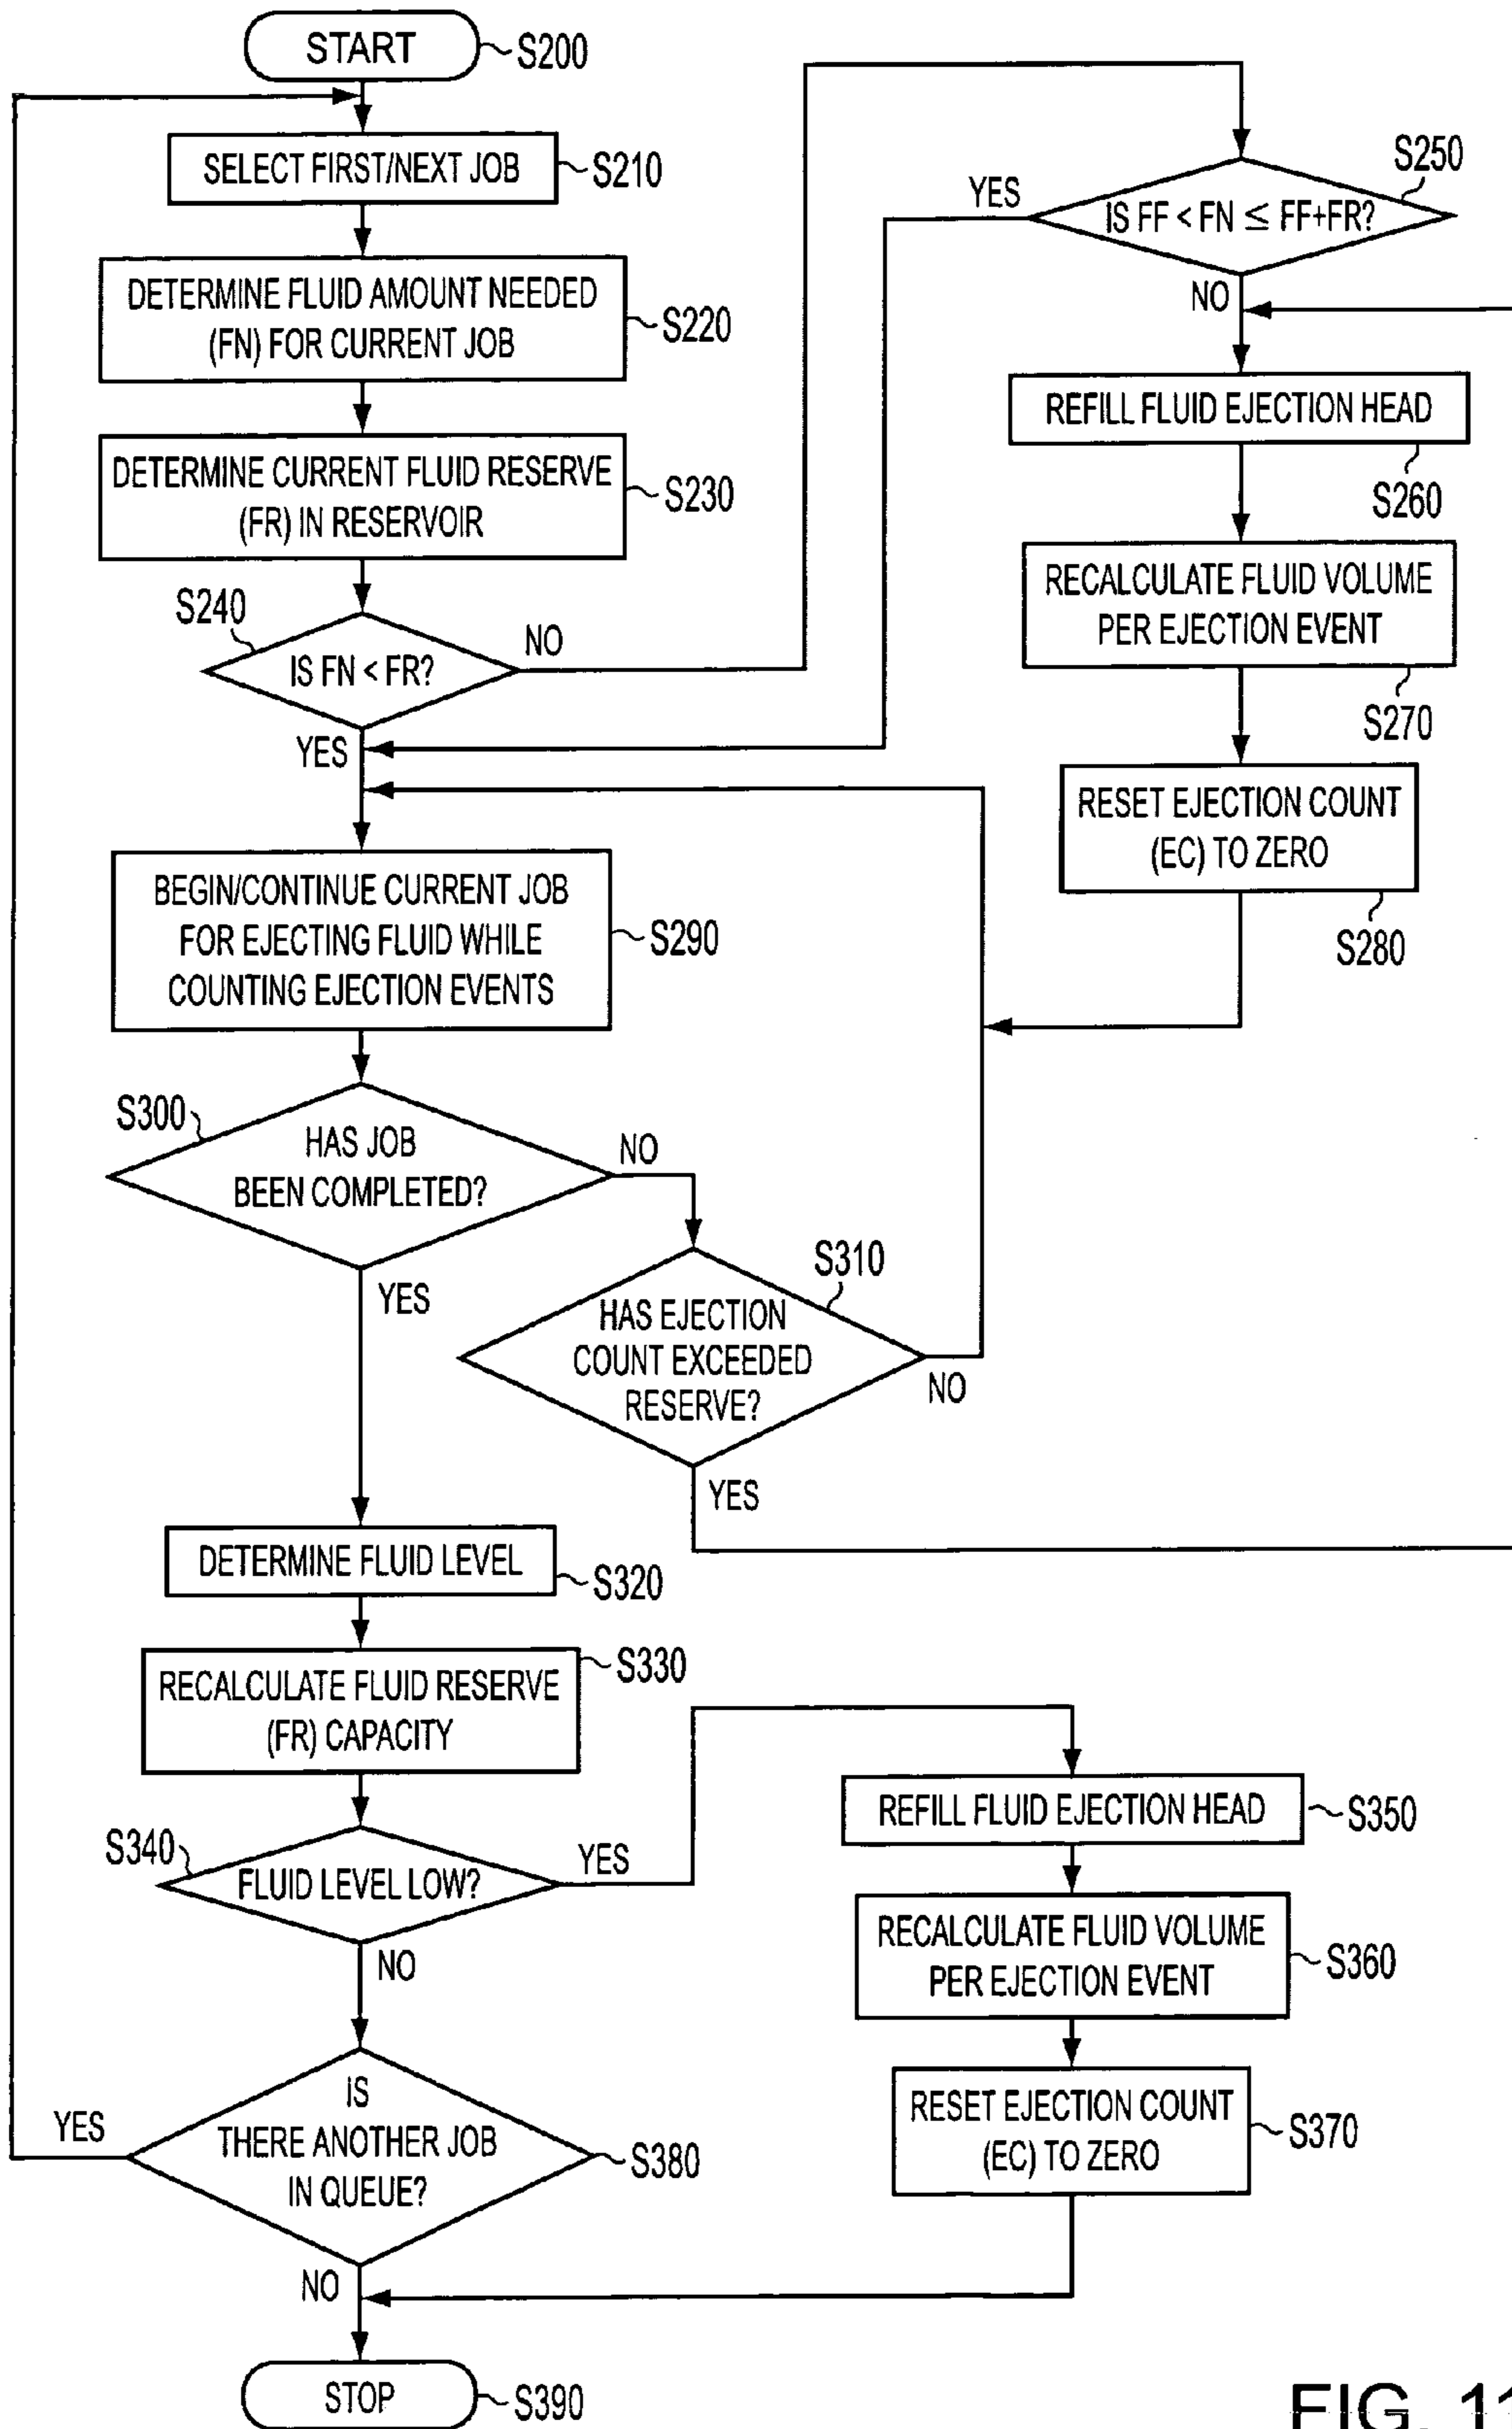 START
S200
SELECT FIRST/NEXT JOB
S210
DETERMINE FLUID AMOUNT NEEDED
(FN) FOR CURRENT JOB
S220
DETERMINE CURRENT FLUID RESERVE
(FR) IN RESERVOIR
S230
S240
IS FN < FR?
NO
YES
S250
IS FF < FN ≤ FF+FR?
YES
NO
REFILL FLUID EJECTION HEAD
S260
RECALCULATE FLUID VOLUME
PER EJECTION EVENT
S270
RESET EJECTION COUNT
(EC) TO ZERO
S280
BEGIN/CONTINUE CURRENT JOB
FOR EJECTING FLUID WHILE
COUNTING EJECTION EVENTS
S290
S300
HAS JOB
BEEN COMPLETED?
NO
YES
S310
HAS EJECTION
COUNT EXCEEDED
RESERVE?
NO
YES
DETERMINE FLUID LEVEL
S320
RECALCULATE FLUID RESERVE
(FR) CAPACITY
S330
S340
FLUID LEVEL LOW?
YES
NO
REFILL FLUID EJECTION HEAD
S350
RECALCULATE FLUID VOLUME
PER EJECTION EVENT
S360
RESET EJECTION COUNT
(EC) TO ZERO
S370
IS
THERE ANOTHER JOB
IN QUEUE?
S380
YES
NO
STOP
S390
FIG. 11